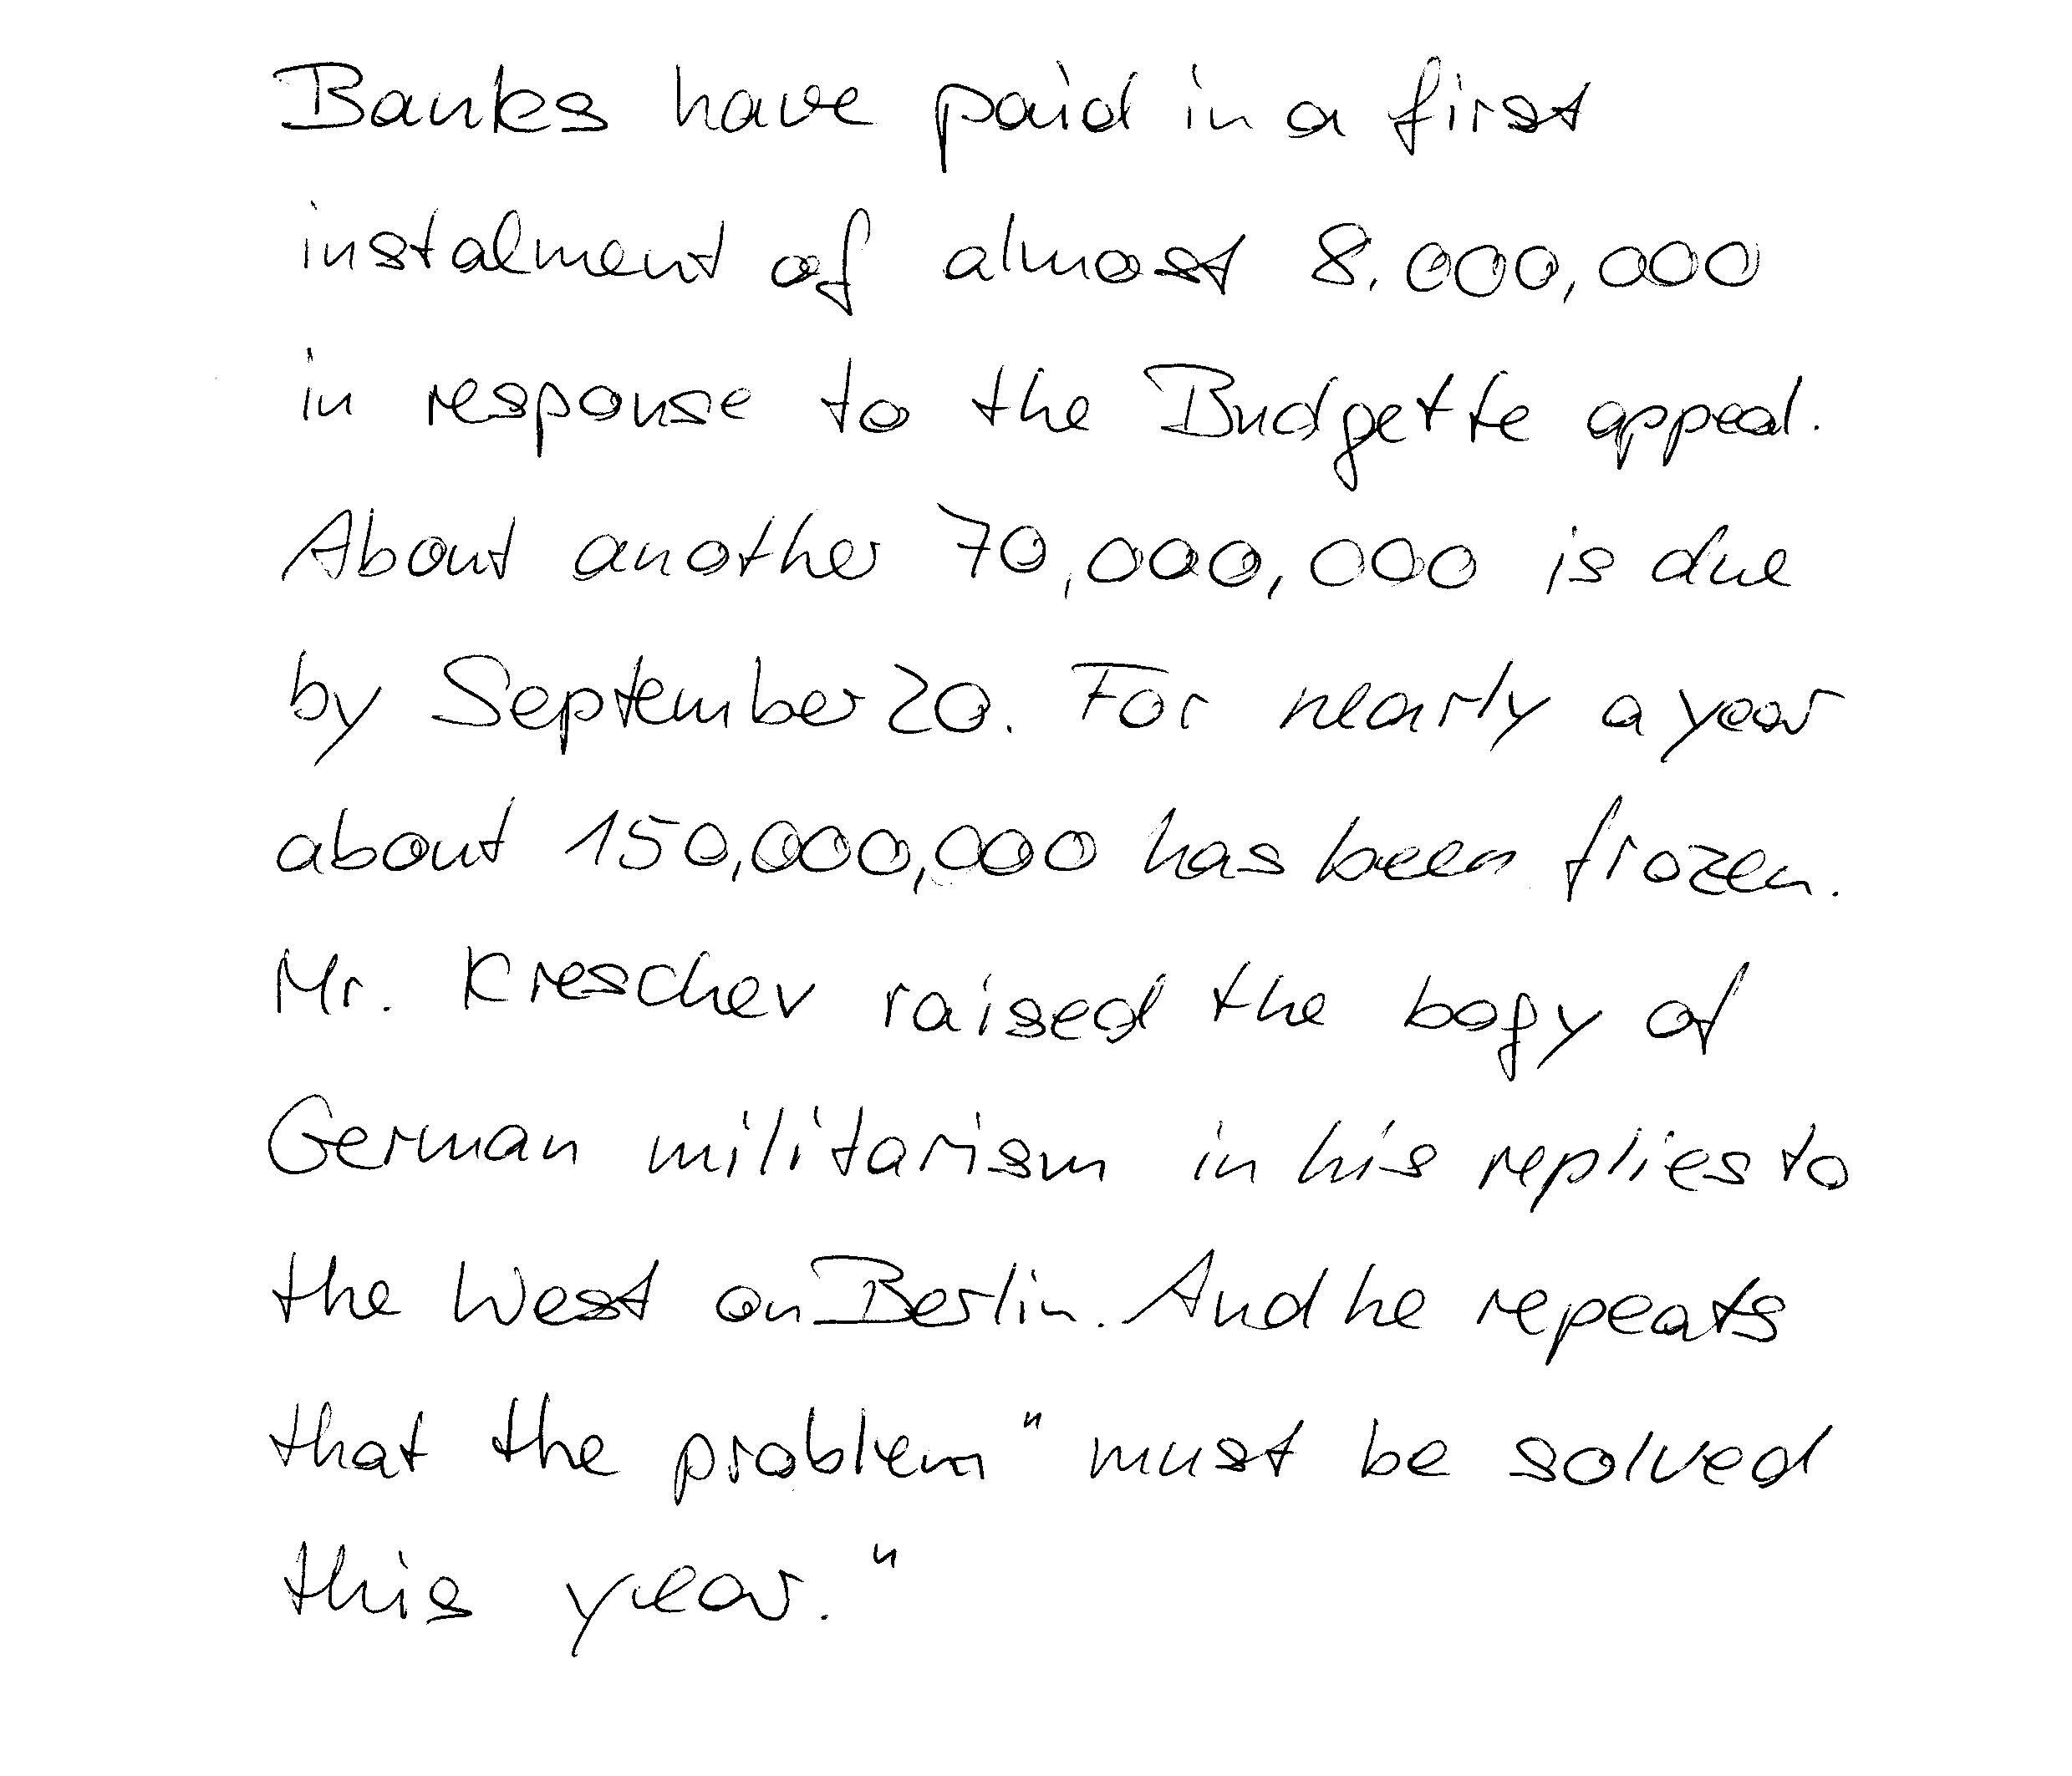 Banks have paid in a first
instalment of almost 8,000,000
in response to the Budgette appeal.
About another 70,000,000 is due
by September 20. For nearly a year
about 150,000,000 has been frozen.
Mr. Kreschev raised the bogy of
German militarism in his replies to
the West on Berlin. And he repeats
that the problem "must be solved
this year."